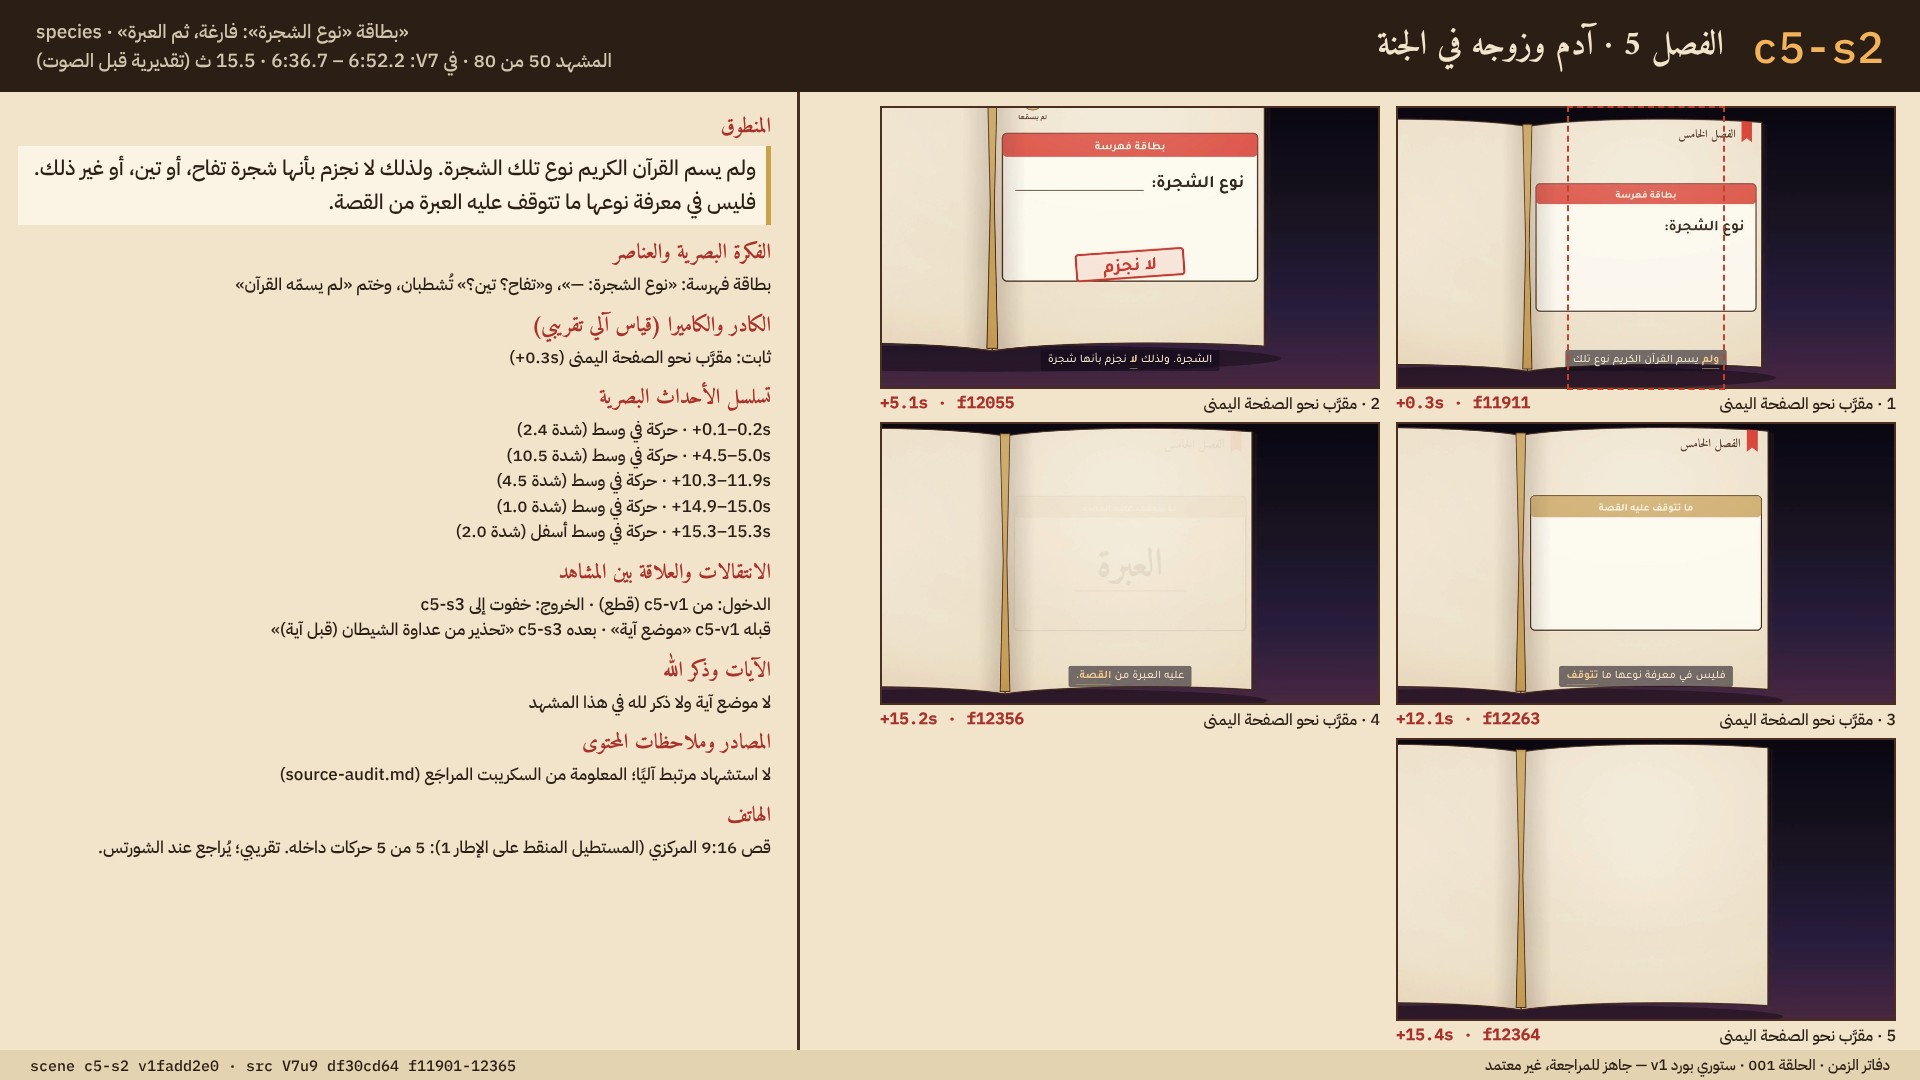 c5-s2 الفصل 5 · آدم وزوجه في الجنة
«بطاقة «نوع الشجرة»: فارغة، ثم العبرة» · species
المشهد 50 من 80 · في V7: 6:36.7 – 6:52.2 · 15.5 ث (تقديرية قبل الصوت)
الفصل الخامس
بطاقة فهرسة
نوع الشجرة:
ولم يسم القرآن الكريم نوع تلك
1 · مقرَّب نحو الصفحة اليمنى
+0.3s · f11911
لم يسمّها
بطاقة فهرسة
نوع الشجرة:
لا نجزم
الشجرة. ولذلك لا نجزم بأنها شجرة
2 · مقرَّب نحو الصفحة اليمنى
+5.1s · f12055
الفصل الخامس
ما تتوقف عليه القصة
فليس في معرفة نوعها ما تتوقف
3 · مقرَّب نحو الصفحة اليمنى
+12.1s · f12263
الفصل الخامس
العبرة
عليه العبرة من القصة.
4 · مقرَّب نحو الصفحة اليمنى
+15.2s · f12356
5 · مقرَّب نحو الصفحة اليمنى
+15.4s · f12364
المنطوق
ولم يسم القرآن الكريم نوع تلك الشجرة. ولذلك لا نجزم بأنها شجرة تفاح، أو تين، أو غير ذلك.
فليس في معرفة نوعها ما تتوقف عليه العبرة من القصة.
الفكرة البصرية والعناصر
بطاقة فهرسة: «نوع الشجرة: —»، و«تفاح؟ تين؟» تُشطبان، وختم «لم يسمّه القرآن»
الكادر والكاميرا (قياس آلي تقريبي)
ثابت: مقرَّب نحو الصفحة اليمنى (+0.3s)
تسلسل الأحداث البصرية
+0.1–0.2s · حركة في وسط (شدة 2.4)
+4.5–5.0s · حركة في وسط (شدة 10.5)
+10.3–11.9s · حركة في وسط (شدة 4.5)
+14.9–15.0s · حركة في وسط (شدة 1.0)
+15.3–15.3s · حركة في وسط أسفل (شدة 2.0)
الانتقالات والعلاقة بين المشاهد
الدخول: من c5-v1 (قطع) · الخروج: خفوت إلى c5-s3
قبله c5-v1 «موضع آية» · بعده c5-s3 «تحذير من عداوة الشيطان (قبل آية)»
الآيات وذكر الله
لا موضع آية ولا ذكر لله في هذا المشهد
المصادر وملاحظات المحتوى
لا استشهاد مرتبط آليًا؛ المعلومة من السكريبت المراجَع (source-audit.md)
الهاتف
قص 9:16 المركزي (المستطيل المنقط على الإطار 1): 5 من 5 حركات داخله. تقريبي؛ يُراجع عند الشورتس.
دفاتر الزمن · الحلقة 001 · ستوري بورد v1 — جاهز للمراجعة، غير معتمد
scene c5-s2 v1fadd2e0 · src V7u9 df30cd64 f11901-12365